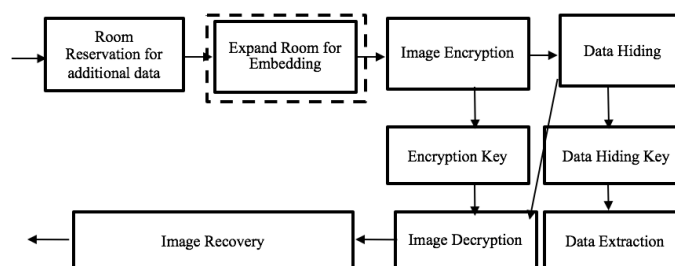 Room
Reservation for
additional data
Expand Room for
Embedding
Image Encryption
Data Hiding
Encryption Key
Data Hiding Key
Image Recovery
Image Decryption
Data Extraction